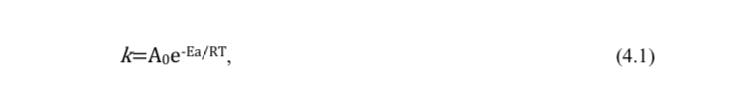 k=A₀e⁻ᴱᵃ/ᴿᵀ, (4.1)